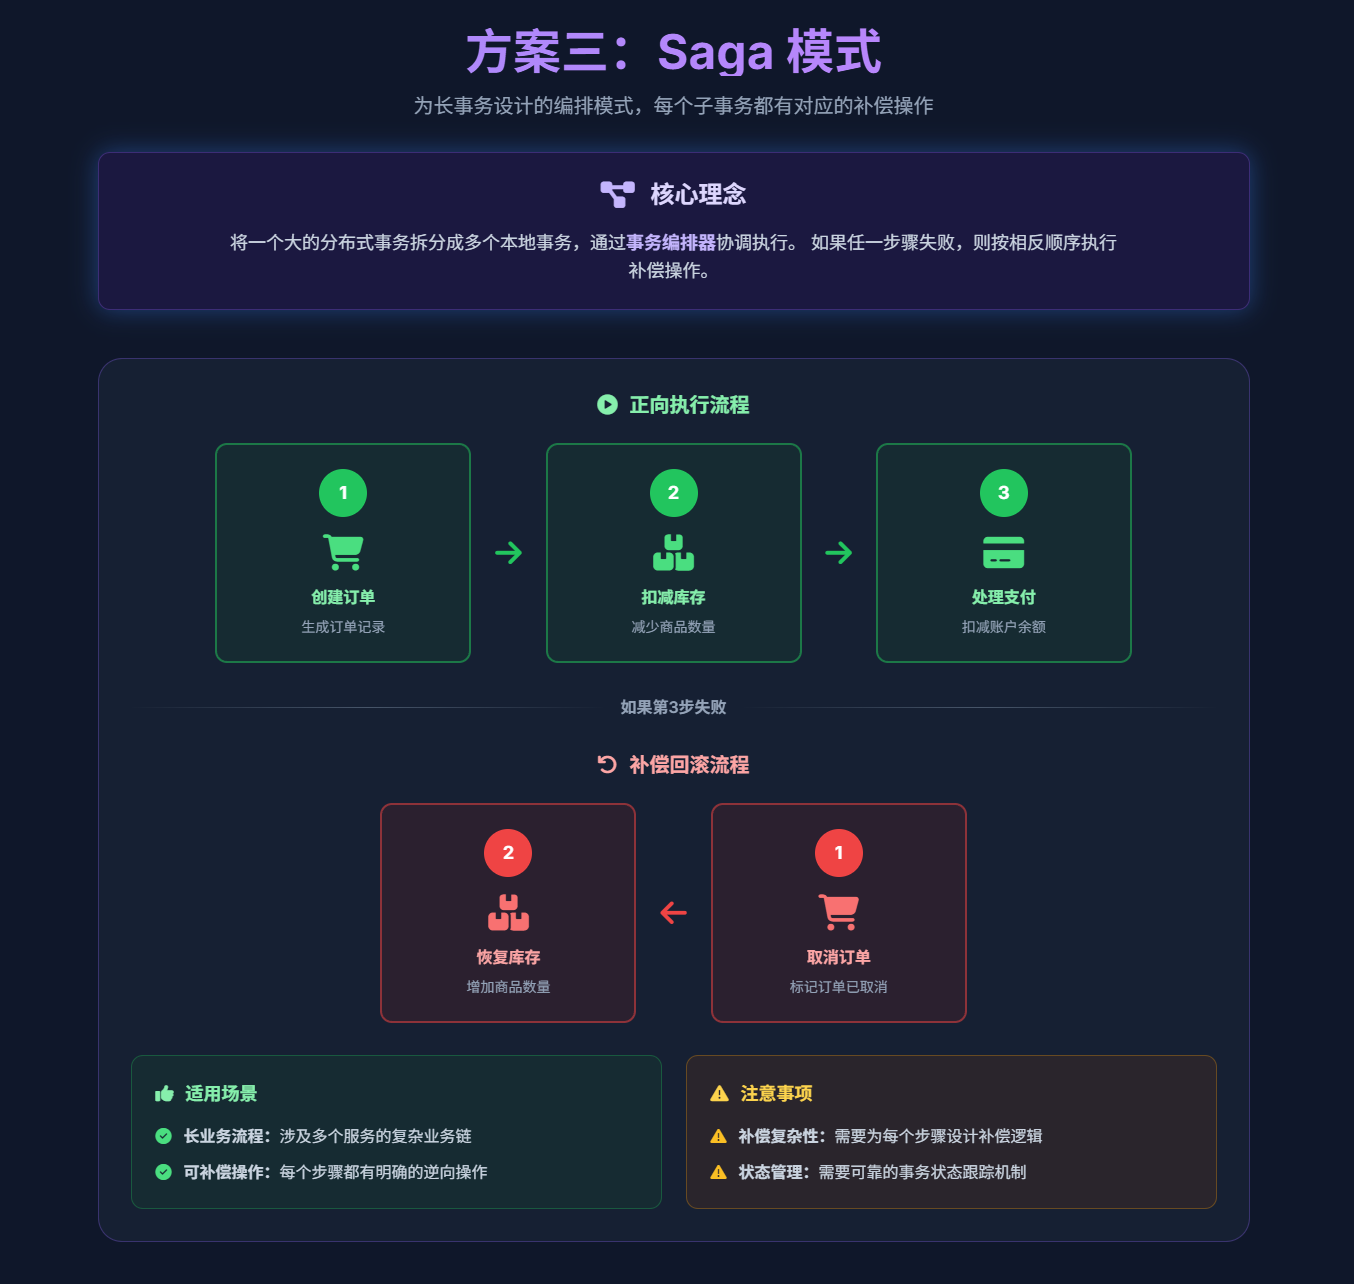 方案三：Saga 模式
为长事务设计的编排模式，每个子事务都有对应的补偿操作
核心理念
将一个大的分布式事务拆分成多个本地事务，通过事务编排器协调执行。 如果任一步骤失败，则按相反顺序执行
补偿操作。
正向执行流程
1
创建订单
生成订单记录
2
扣减库存
减少商品数量
3
处理支付
扣减账户余额
如果第3步失败
补偿回滚流程
2
恢复库存
增加商品数量
1
取消订单
标记订单已取消
适用场景
长业务流程：涉及多个服务的复杂业务链
可补偿操作：每个步骤都有明确的逆向操作
注意事项
补偿复杂性：需要为每个步骤设计补偿逻辑
状态管理：需要可靠的事务状态跟踪机制